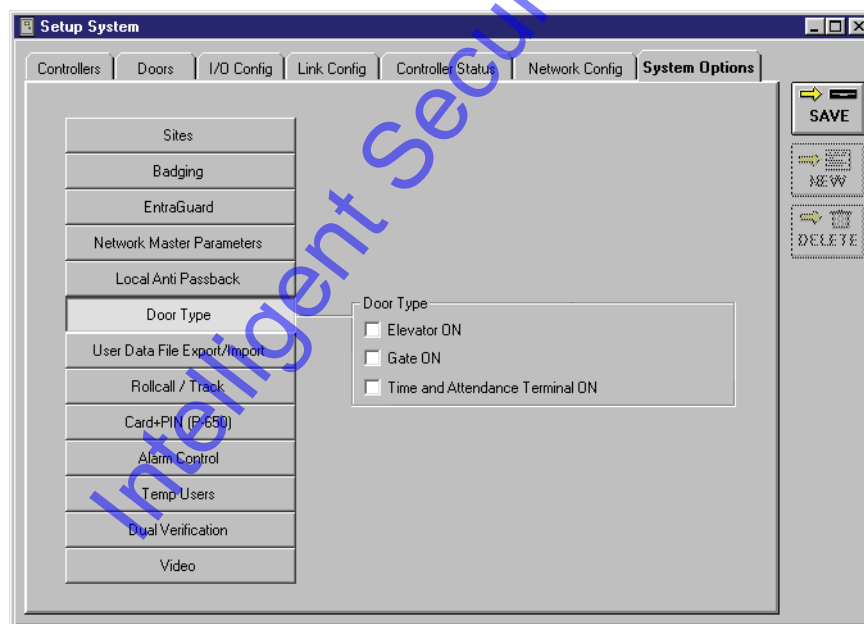 Setup System
Controllers Doors I/O Config Link Config Controller Status Network Config System Options
SAVE
NEW
DELETE
Sites
Badging
EntraGuard
Network Master Parameters
Local Anti Passback
Door Type
User Data File Export/Import
Rollcall / Track
Card+PIN (P-650)
Alarm Control
Temp Users
Dual Verification
Video
Door Type
Elevator ON
Gate ON
Time and Attendance Terminal ON
Intelligent